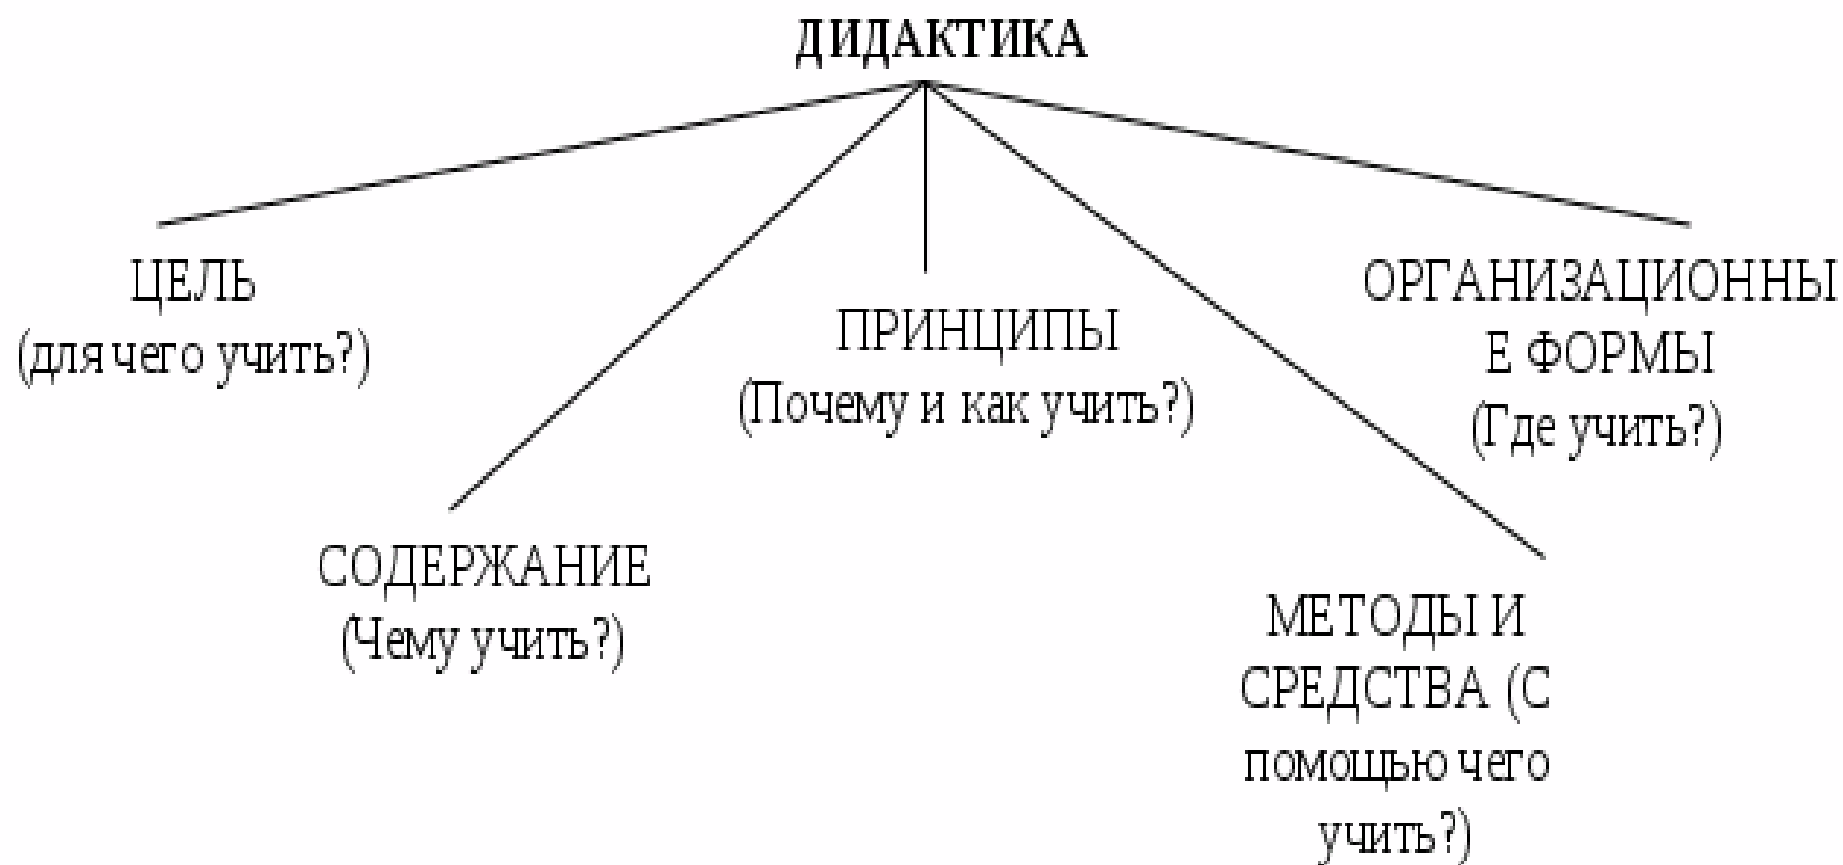 ДИДАКТИКА
ЦЕЛЬ
(для чего учить?)
СОДЕРЖАНИЕ
(Чему учить?)
ПРИНЦИПЫ
(Почему и как учить?)
МЕТОДЫ И
СРЕДСТВА (С
помощью чего
учить?)
ОРГАНИЗАЦИОННЫ
Е ФОРМЫ
(Где учить?)